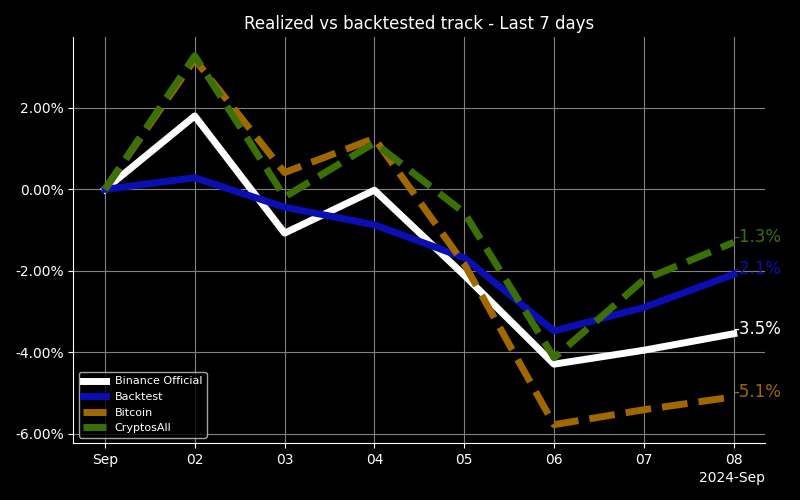 Realized vs backtested track - Last 7 days
2.00%
0.00%
-2.00%
-4.00%
-6.00%
-1.3%
-2.1%
-3.5%
-5.1%
Binance Official
Backtest
Bitcoin
CryptosAll
Sep 02 03 04 05 06 07 08
2024-Sep